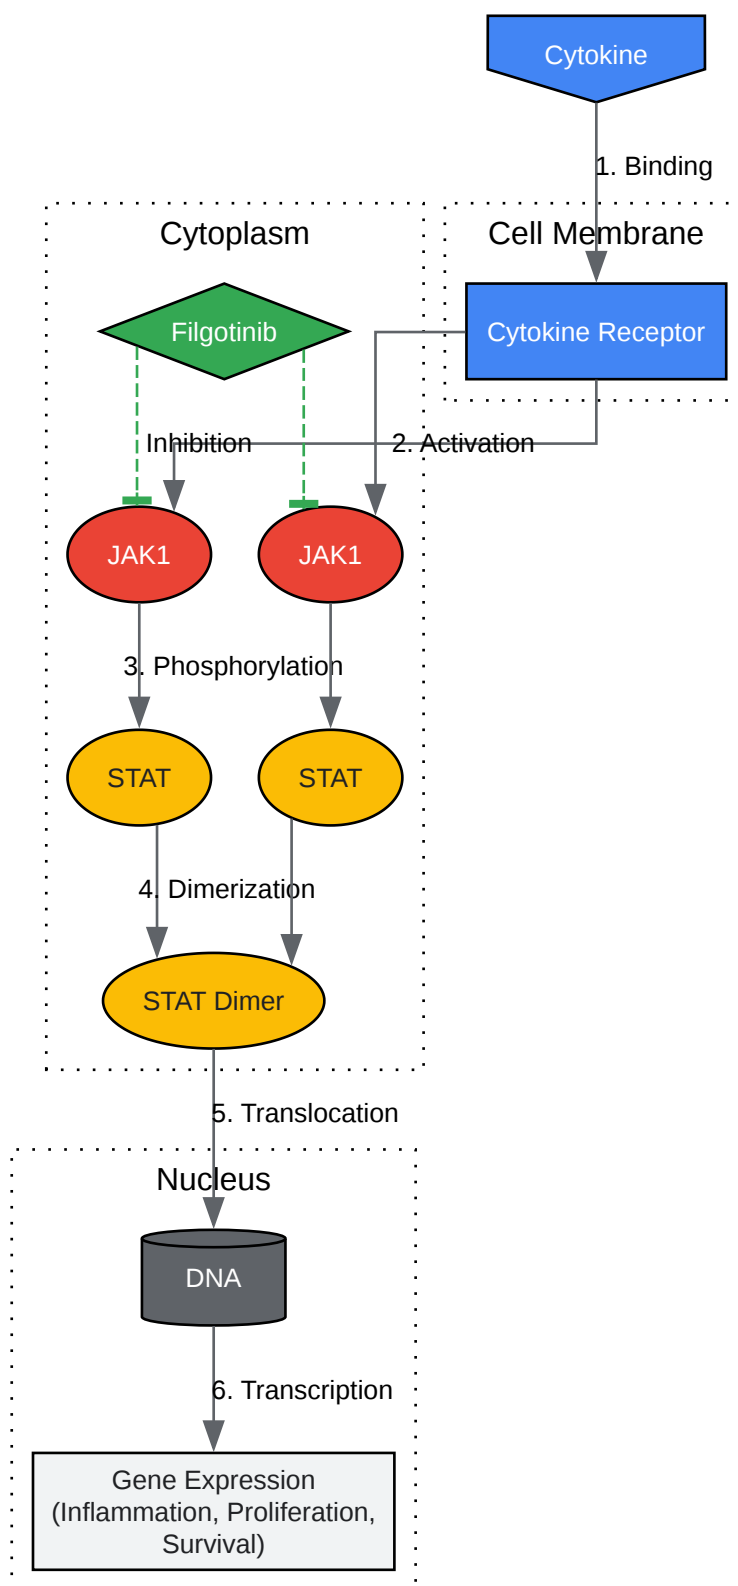 Cytokine
1. Binding
Cytoplasm
Cell Membrane
Filgotinib
Cytokine Receptor
Inhibition
2. Activation
JAK1
JAK1
3. Phosphorylation
STAT
STAT
4. Dimerization
STAT Dimer
5. Translocation
Nucleus
DNA
6. Transcription
Gene Expression
(Inflammation, Proliferation,
Survival)